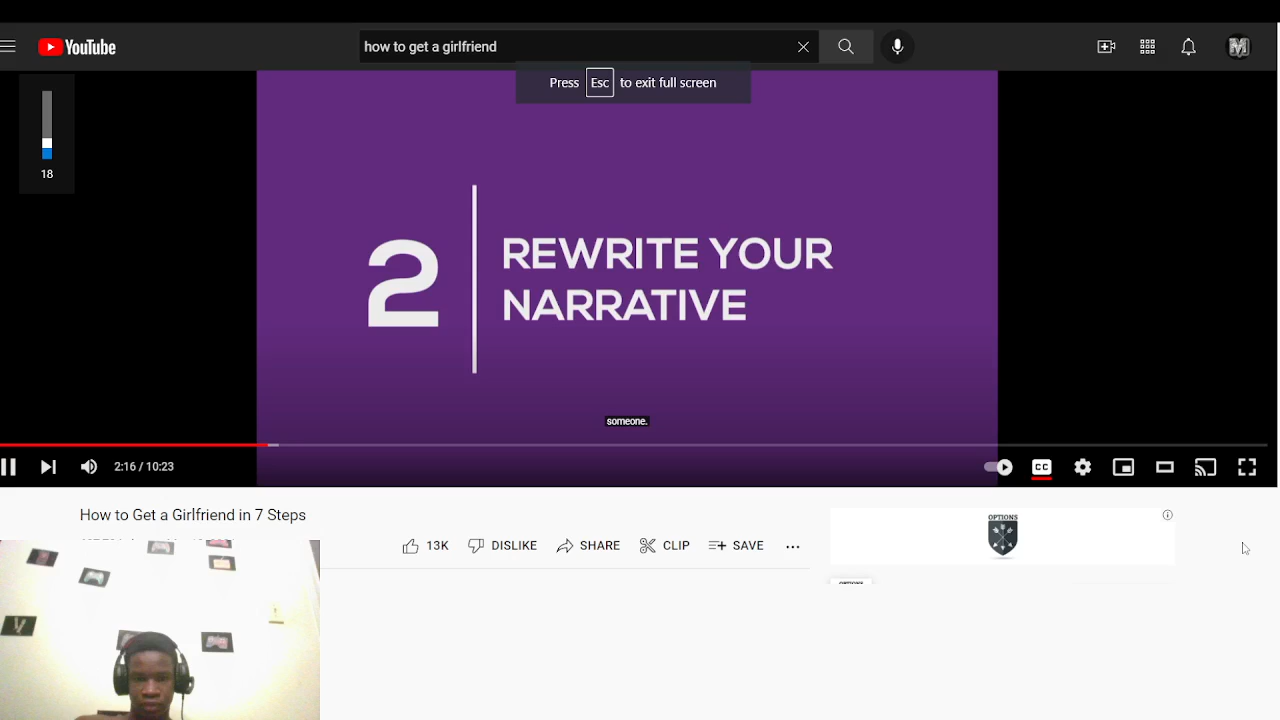 YouTube
how to get a girlfriend
Press Esc to exit full screen
18
2
REWRITE YOUR
NARRATIVE
someone.
2:16 / 10:23
CC
How to Get a Girlfriend in 7 Steps
13K
DISLIKE
SHARE
CLIP
SAVE
OPTIONS